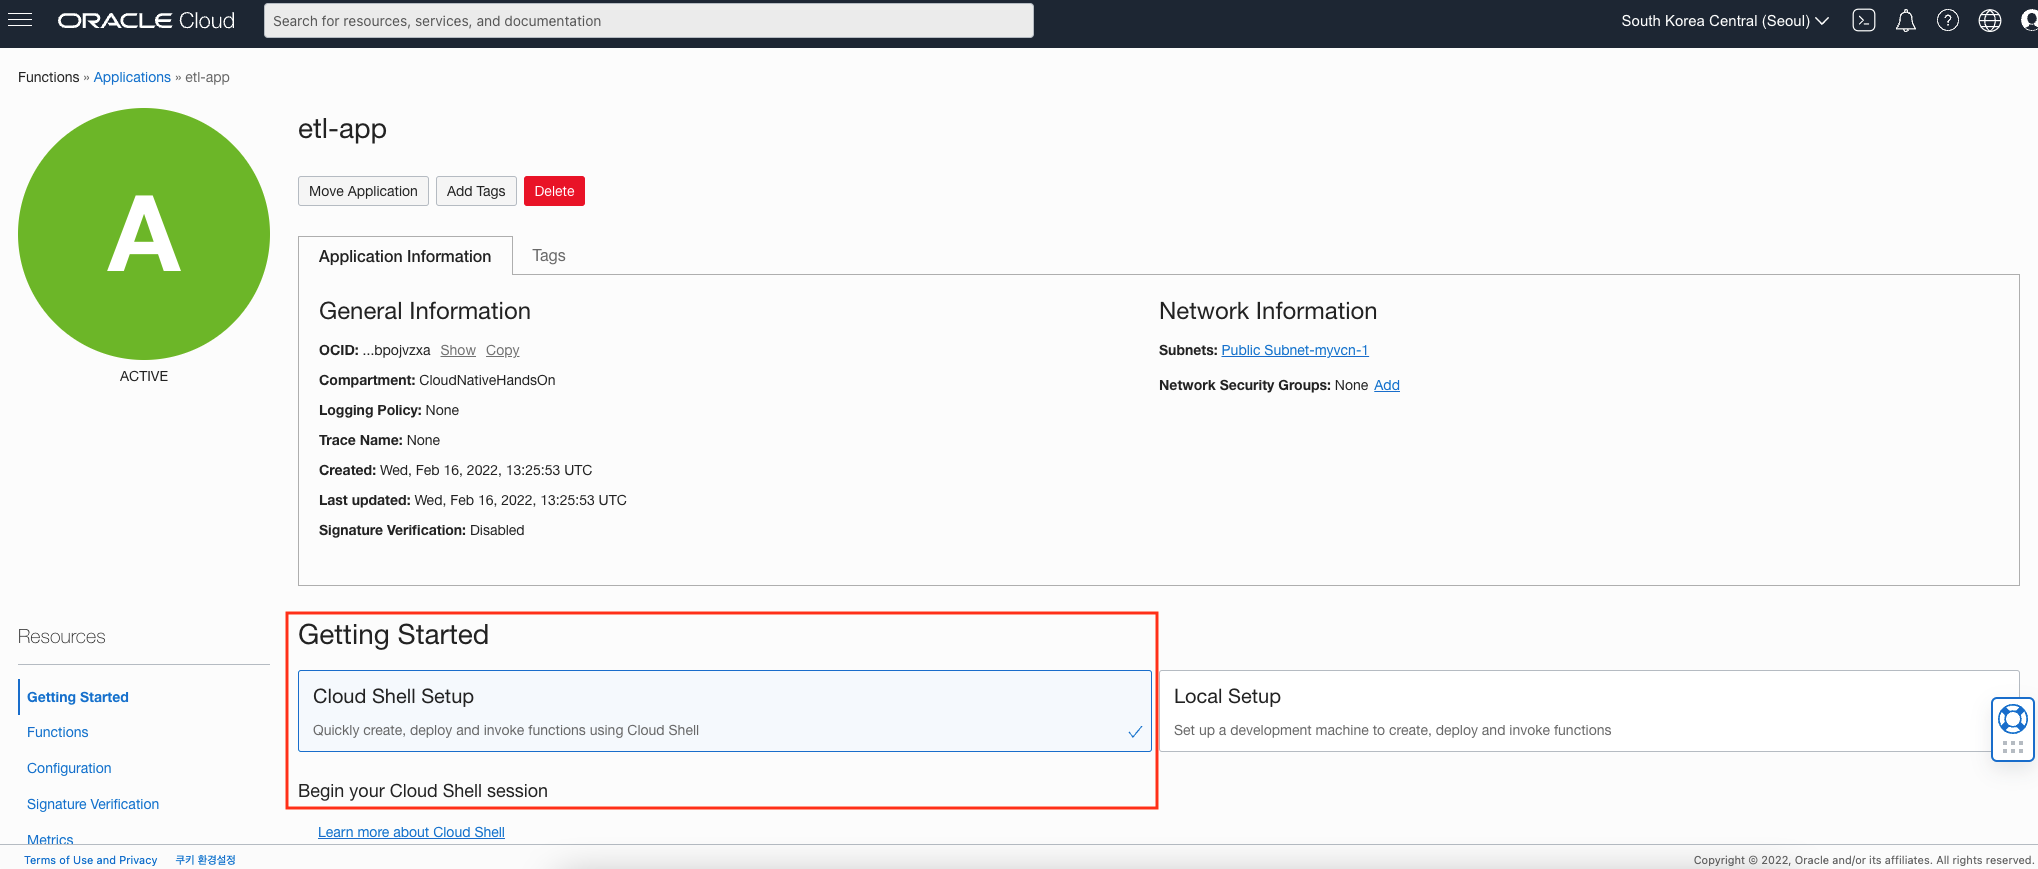 ORACLE Cloud
Search for resources, services, and documentation
South Korea Central (Seoul)
Functions » Applications » etl-app
A
ACTIVE
etl-app
Move Application
Add Tags
Delete
Application Information
Tags
General Information
OCID: ...bpojvzxa Show Copy
Compartment: CloudNativeHandsOn
Logging Policy: None
Trace Name: None
Created: Wed, Feb 16, 2022, 13:25:53 UTC
Last updated: Wed, Feb 16, 2022, 13:25:53 UTC
Signature Verification: Disabled
Network Information
Subnets: Public Subnet-myvcn-1
Network Security Groups: None Add
Resources
Getting Started
Functions
Configuration
Signature Verification
Metrics
Getting Started
Cloud Shell Setup
Quickly create, deploy and invoke functions using Cloud Shell
Local Setup
Set up a development machine to create, deploy and invoke functions
Begin your Cloud Shell session
Learn more about Cloud Shell
Terms of Use and Privacy
쿠키 환경설정
Copyright © 2022, Oracle and/or its affiliates. All rights reserved.